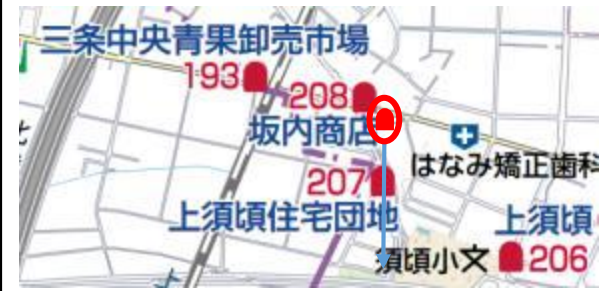 三条中央青果卸売市場
193
208
坂内商店
はなみ矯正歯科
207
上須頃住宅団地
上須頃
須頃小文
206